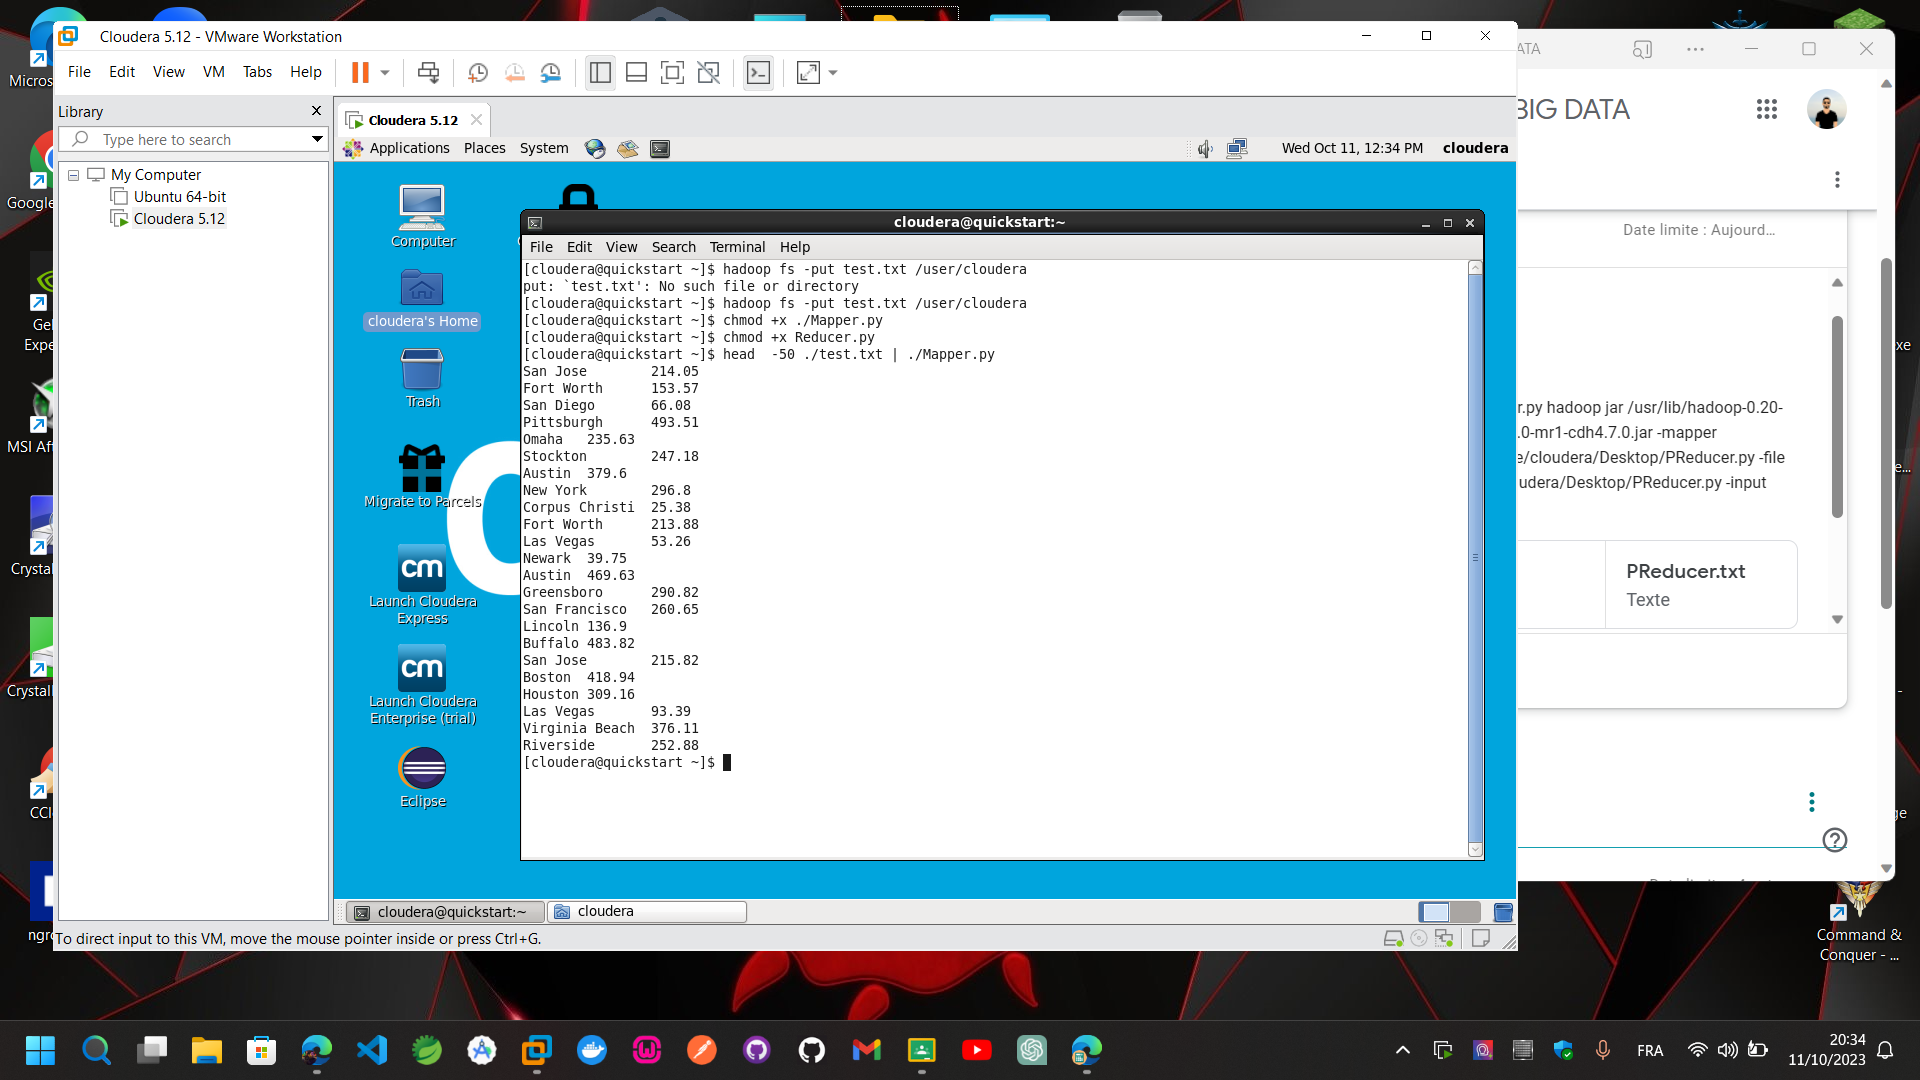 Cloudera 5.12 - VMware Workstation
File Edit View VM Tabs Help
Library
Type here to search
My Computer
Ubuntu 64-bit
Cloudera 5.12
Cloudera 5.12
Applications Places System
Wed Oct 11, 12:34 PM cloudera
Computer
cloudera's Home
Trash
Migrate to Parcels
cm
Launch Cloudera
Express
cm
Launch Cloudera
Enterprise (trial)
Eclipse
cloudera@quickstart:~
File Edit View Search Terminal Help
[cloudera@quickstart ~]$ hadoop fs -put test.txt /user/cloudera
put: `test.txt': No such file or directory
[cloudera@quickstart ~]$ hadoop fs -put test.txt /user/cloudera
[cloudera@quickstart ~]$ chmod +x ./Mapper.py
[cloudera@quickstart ~]$ chmod +x Reducer.py
[cloudera@quickstart ~]$ head  -50 ./test.txt | ./Mapper.py
San Jose 214.05
Fort Worth 153.57
San Diego 66.08
Pittsburgh 493.51
Omaha 235.63
Stockton 247.18
Austin 379.6
New York 296.8
Corpus Christi 25.38
Fort Worth 213.88
Las Vegas 53.26
Newark 39.75
Austin 469.63
Greensboro 290.82
San Francisco 260.65
Lincoln 136.9
Buffalo 483.82
San Jose 215.82
Boston 418.94
Houston 309.16
Las Vegas 93.39
Virginia Beach 376.11
Riverside 252.88
[cloudera@quickstart ~]$
cloudera@quickstart:~
cloudera
To direct input to this VM, move the mouse pointer inside or press Ctrl+G.
ATA
BIG DATA
Date limite : Aujourd...
r.py hadoop jar /usr/lib/hadoop-0.20-
.0-mr1-cdh4.7.0.jar -mapper
e/cloudera/Desktop/PReducer.py -file
udera/Desktop/PReducer.py -input
PReducer.txt
Texte
Micros
Google
Ge
Expe
MSI Af
Crystal
Crystal
CCl
ngro
xe
e...
ge
Command &
Conquer - ...
FRA
20:34
11/10/2023